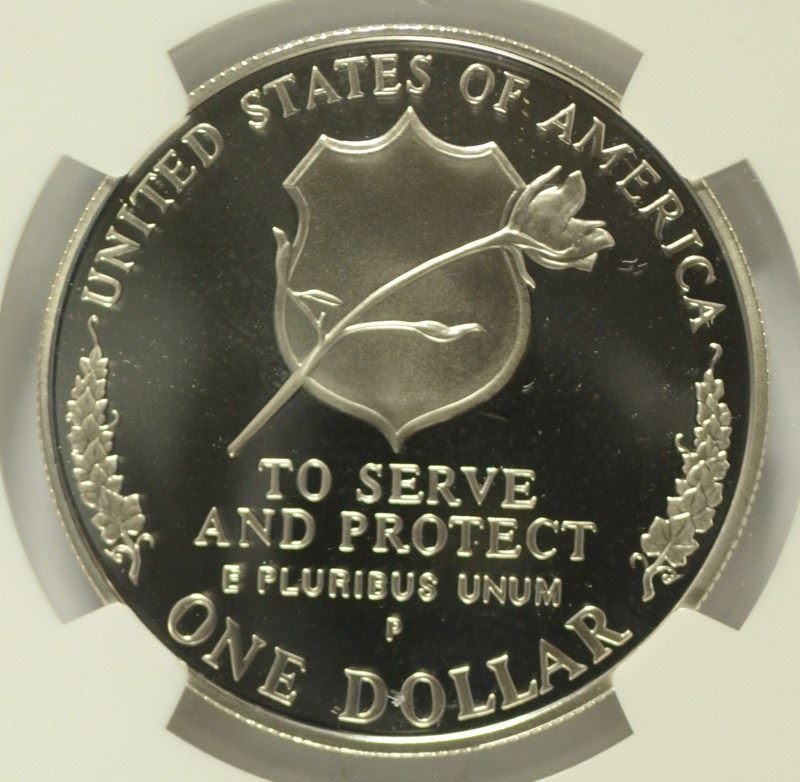 UNITED STATES OF AMERICA
TO SERVE
AND PROTECT
E PLURIBUS UNUM
P
ONE DOLLAR